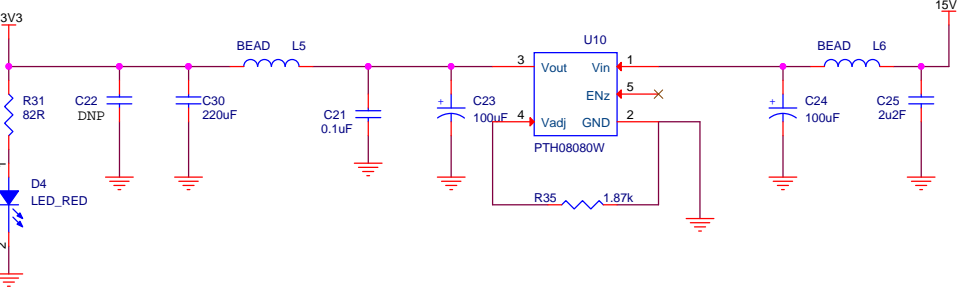 3V3
15V
U10
BEAD L5
BEAD L6
3 Vout Vin 1
R31
82R
C22
DNP
C30
220uF
C21
0.1uF
C23
100uF
ENz 5
4 Vadj GND 2
C24
100uF
C25
2u2F
PTH08080W
1
D4
LED_RED
R35 1.87k
2
+
+